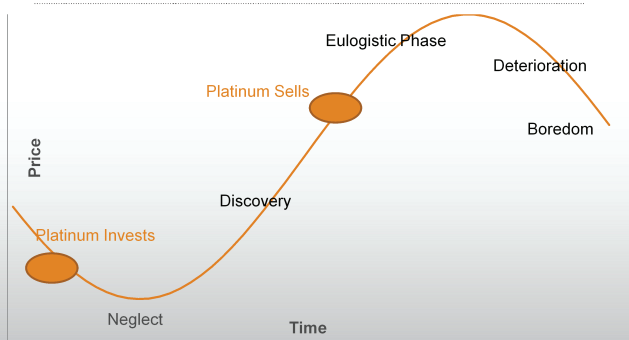 Eulogistic Phase
Deterioration
Platinum Sells
Boredom
Price
Discovery
Platinum Invests
Neglect
Time